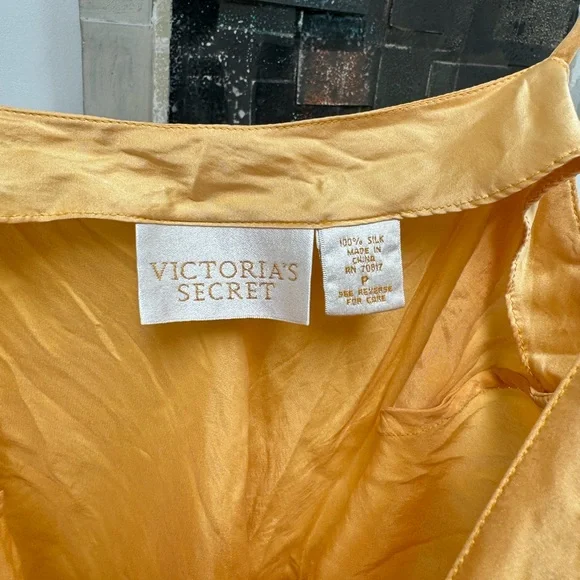 VICTORIA'S
SECRET
100% SILK
MADE IN
CHINA
RN 70817
P
SEE REVERSE
FOR CARE